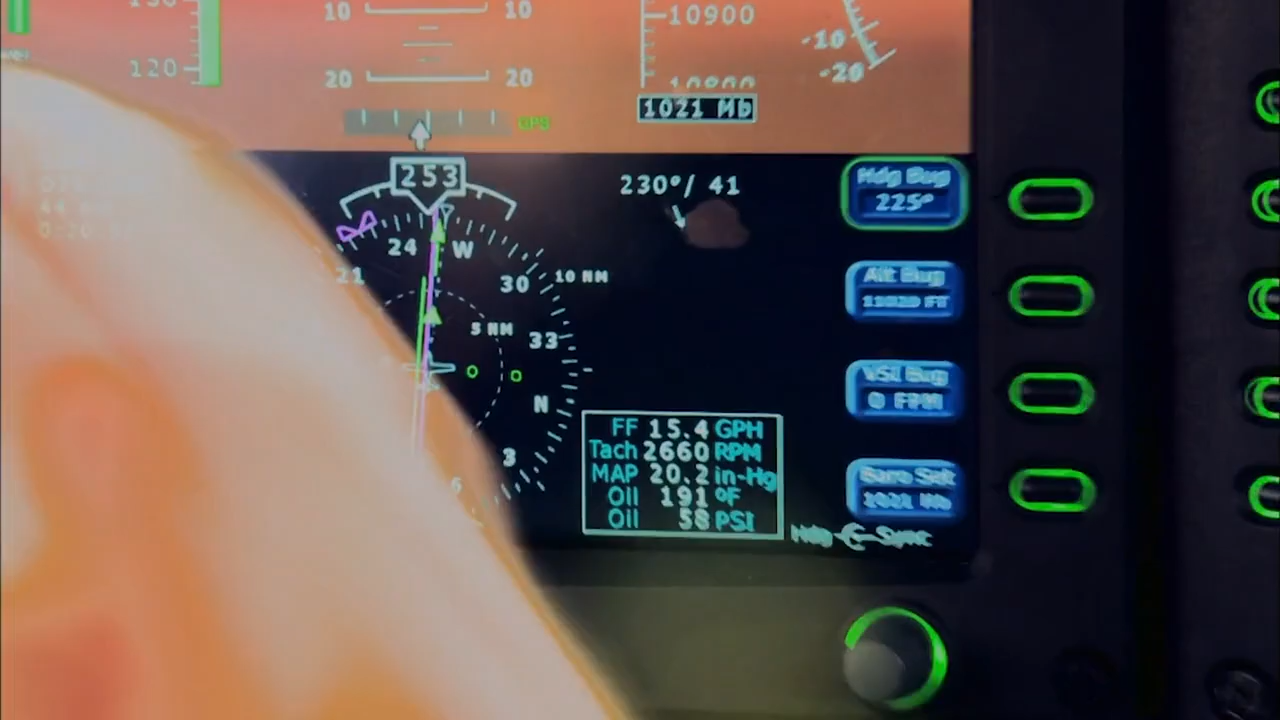 10 10
10900
-10
120
20 20
-20
1021 Mb
GPS
253
230°/ 41
Hdg Bug
225°
24 W
21
30
10 NM
Alt Bug
5 NM
33
VSI Bug
0 FPM
N
FF 15.4 GPH
Tach 2660 RPM
MAP 20.2 in-Hg
Oil 191 °F
Oil 58 PSI
3
6
Baro Set
1021 Mb
Hdg Sync